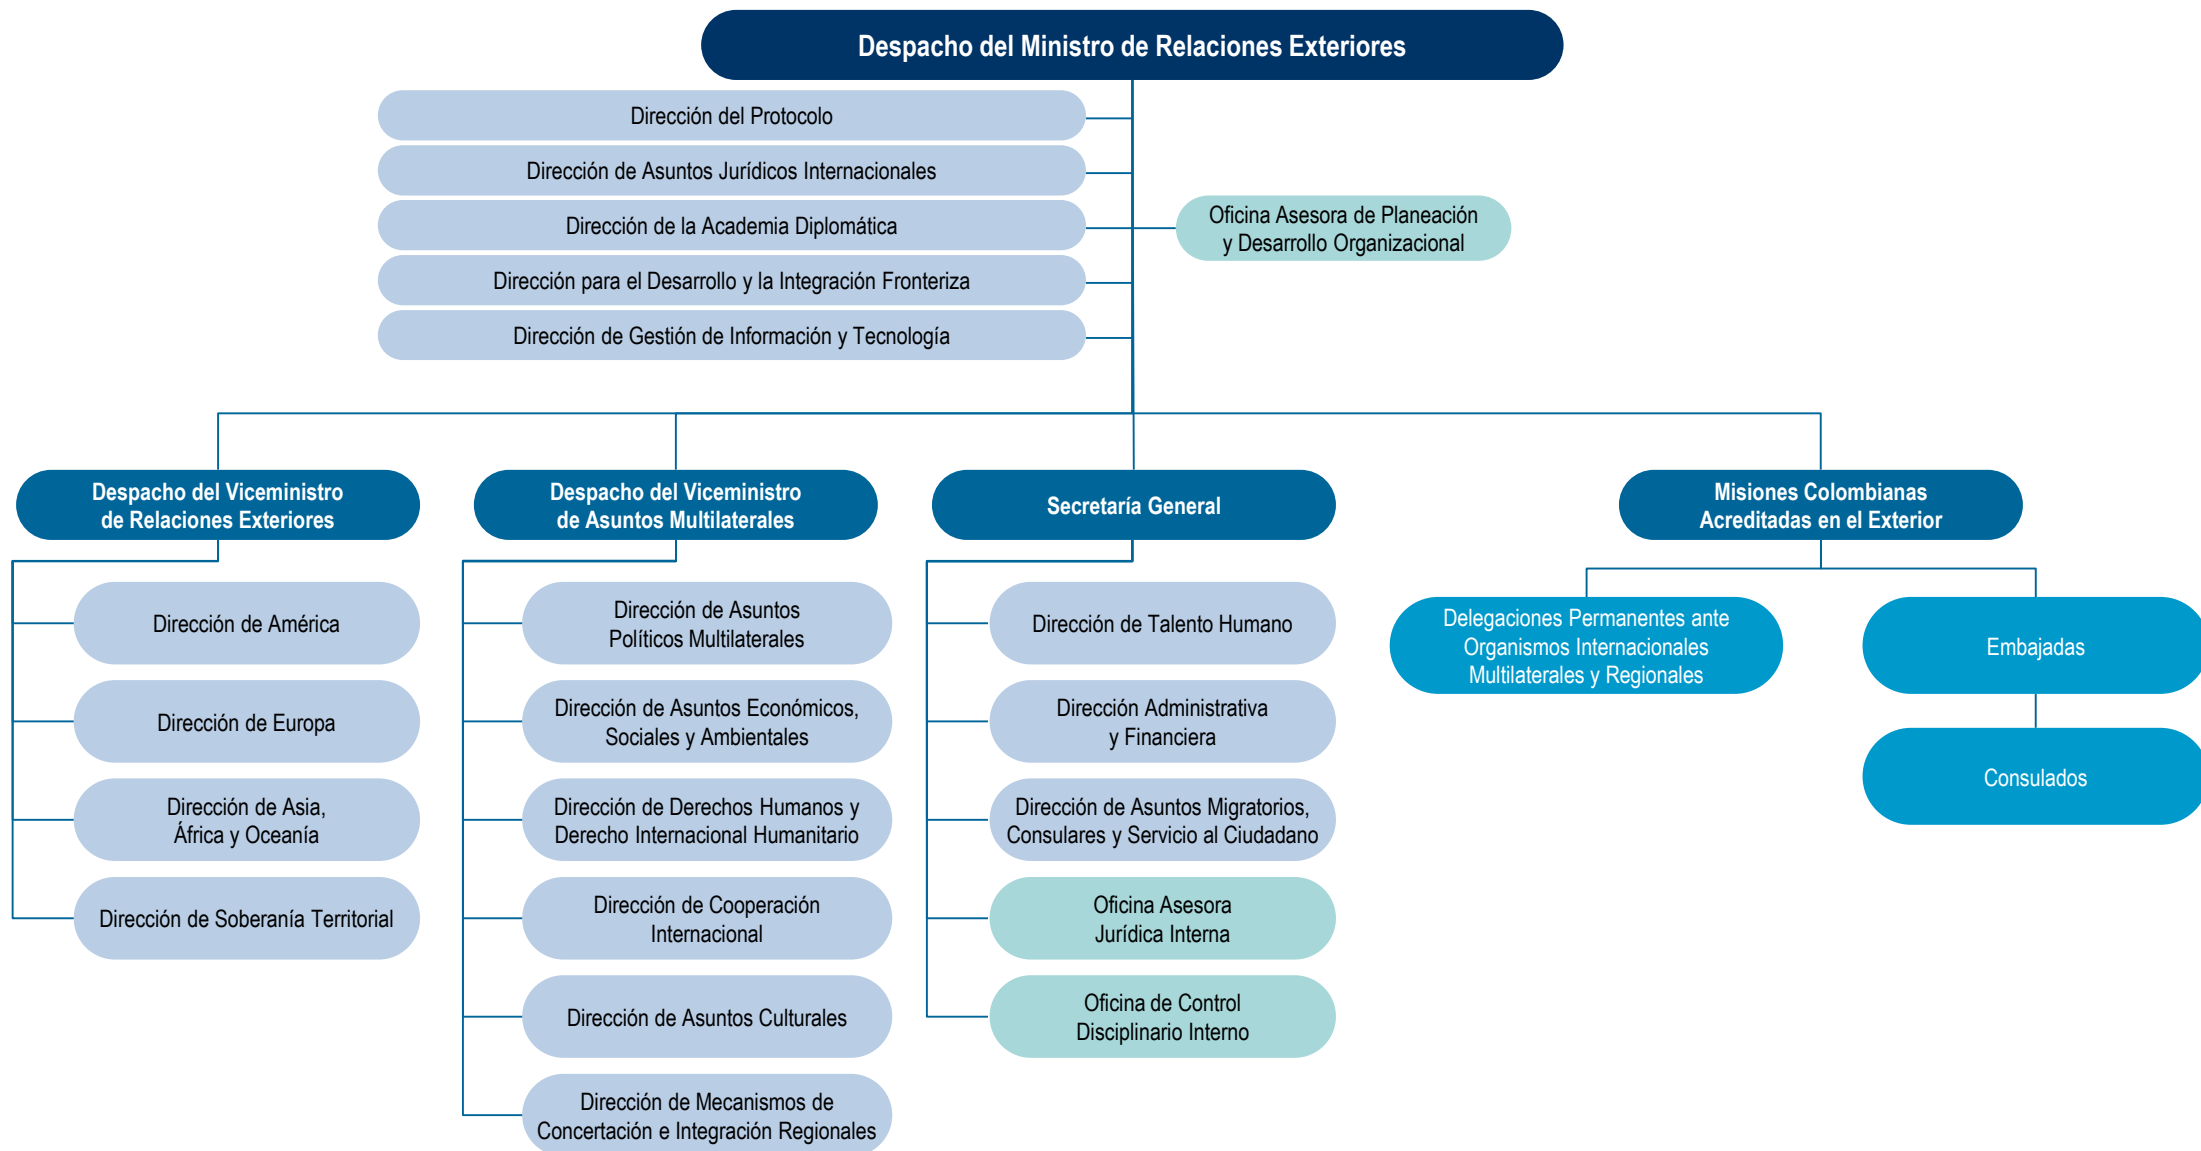 Despacho del Ministro de Relaciones Exteriores
Dirección del Protocolo
Dirección de Asuntos Jurídicos Internacionales
Dirección de la Academia Diplomática
Dirección para el Desarrollo y la Integración Fronteriza
Dirección de Gestión de Información y Tecnología
Oficina Asesora de Planeación
y Desarrollo Organizacional
Despacho del Viceministro
de Relaciones Exteriores
Dirección de América
Dirección de Europa
Dirección de Asia,
África y Oceanía
Dirección de Soberanía Territorial
Despacho del Viceministro
de Asuntos Multilaterales
Dirección de Asuntos
Políticos Multilaterales
Dirección de Asuntos Económicos,
Sociales y Ambientales
Dirección de Derechos Humanos y
Derecho Internacional Humanitario
Dirección de Cooperación
Internacional
Dirección de Asuntos Culturales
Dirección de Mecanismos de
Concertación e Integración Regionales
Secretaría General
Dirección de Talento Humano
Dirección Administrativa
y Financiera
Dirección de Asuntos Migratorios,
Consulares y Servicio al Ciudadano
Oficina Asesora
Jurídica Interna
Oficina de Control
Disciplinario Interno
Misiones Colombianas
Acreditadas en el Exterior
Delegaciones Permanentes ante
Organismos Internacionales
Multilaterales y Regionales
Embajadas
Consulados